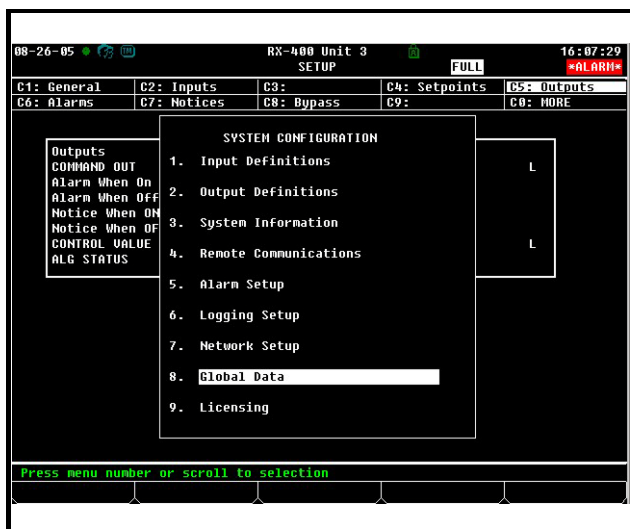 08-26-05 RX-400 Unit 3 16:07:29
SETUP FULL *ALARM*
C1: General C2: Inputs C3: C4: Setpoints C5: Outputs
C6: Alarms C7: Notices C8: Bypass C9: C0: MORE
SYSTEM CONFIGURATION
Outputs
COMMAND OUT L
Alarm When On
Alarm When Off
Notice When ON
Notice When OF
CONTROL VALUE L
ALG STATUS
1. Input Definitions
2. Output Definitions
3. System Information
4. Remote Communications
5. Alarm Setup
6. Logging Setup
7. Network Setup
8. Global Data
9. Licensing
Press menu number or scroll to selection